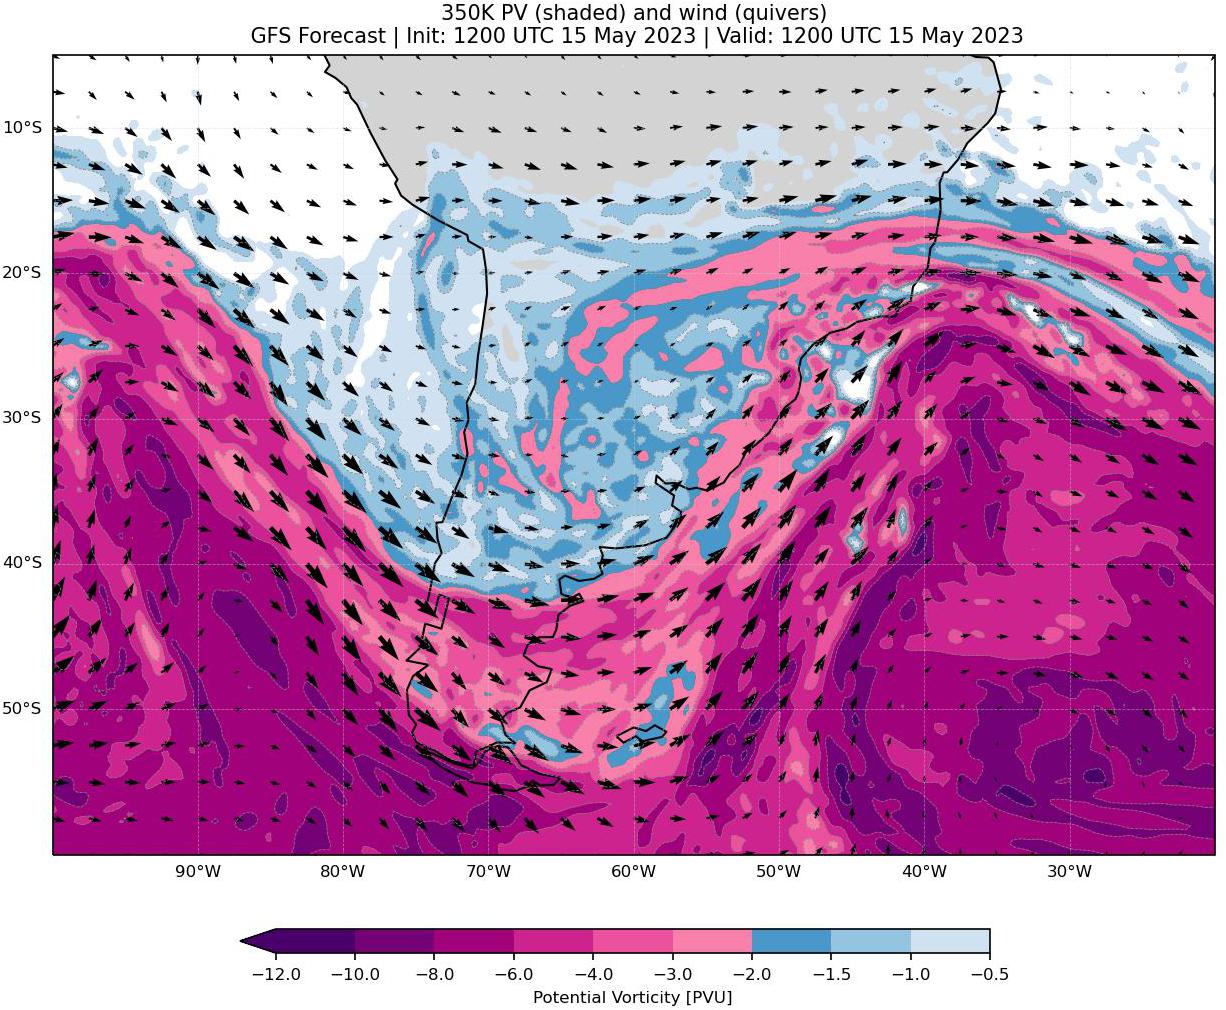 350K PV (shaded) and wind (quivers)
GFS Forecast | Init: 1200 UTC 15 May 2023 | Valid: 1200 UTC 15 May 2023
10°S
20°S
30°S
40°S
50°S
90°W 80°W 70°W 60°W 50°W 40°W 30°W
−12.0 −10.0 −8.0 −6.0 −4.0 −3.0 −2.0 −1.5 −1.0 −0.5
Potential Vorticity [PVU]